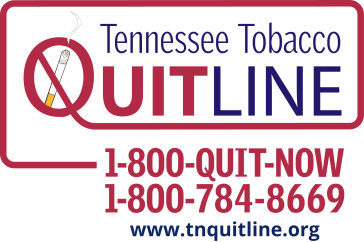 Tennessee Tobacco
QUITLINE
1-800-QUIT-NOW
1-800-784-8669
www.tnquitline.org